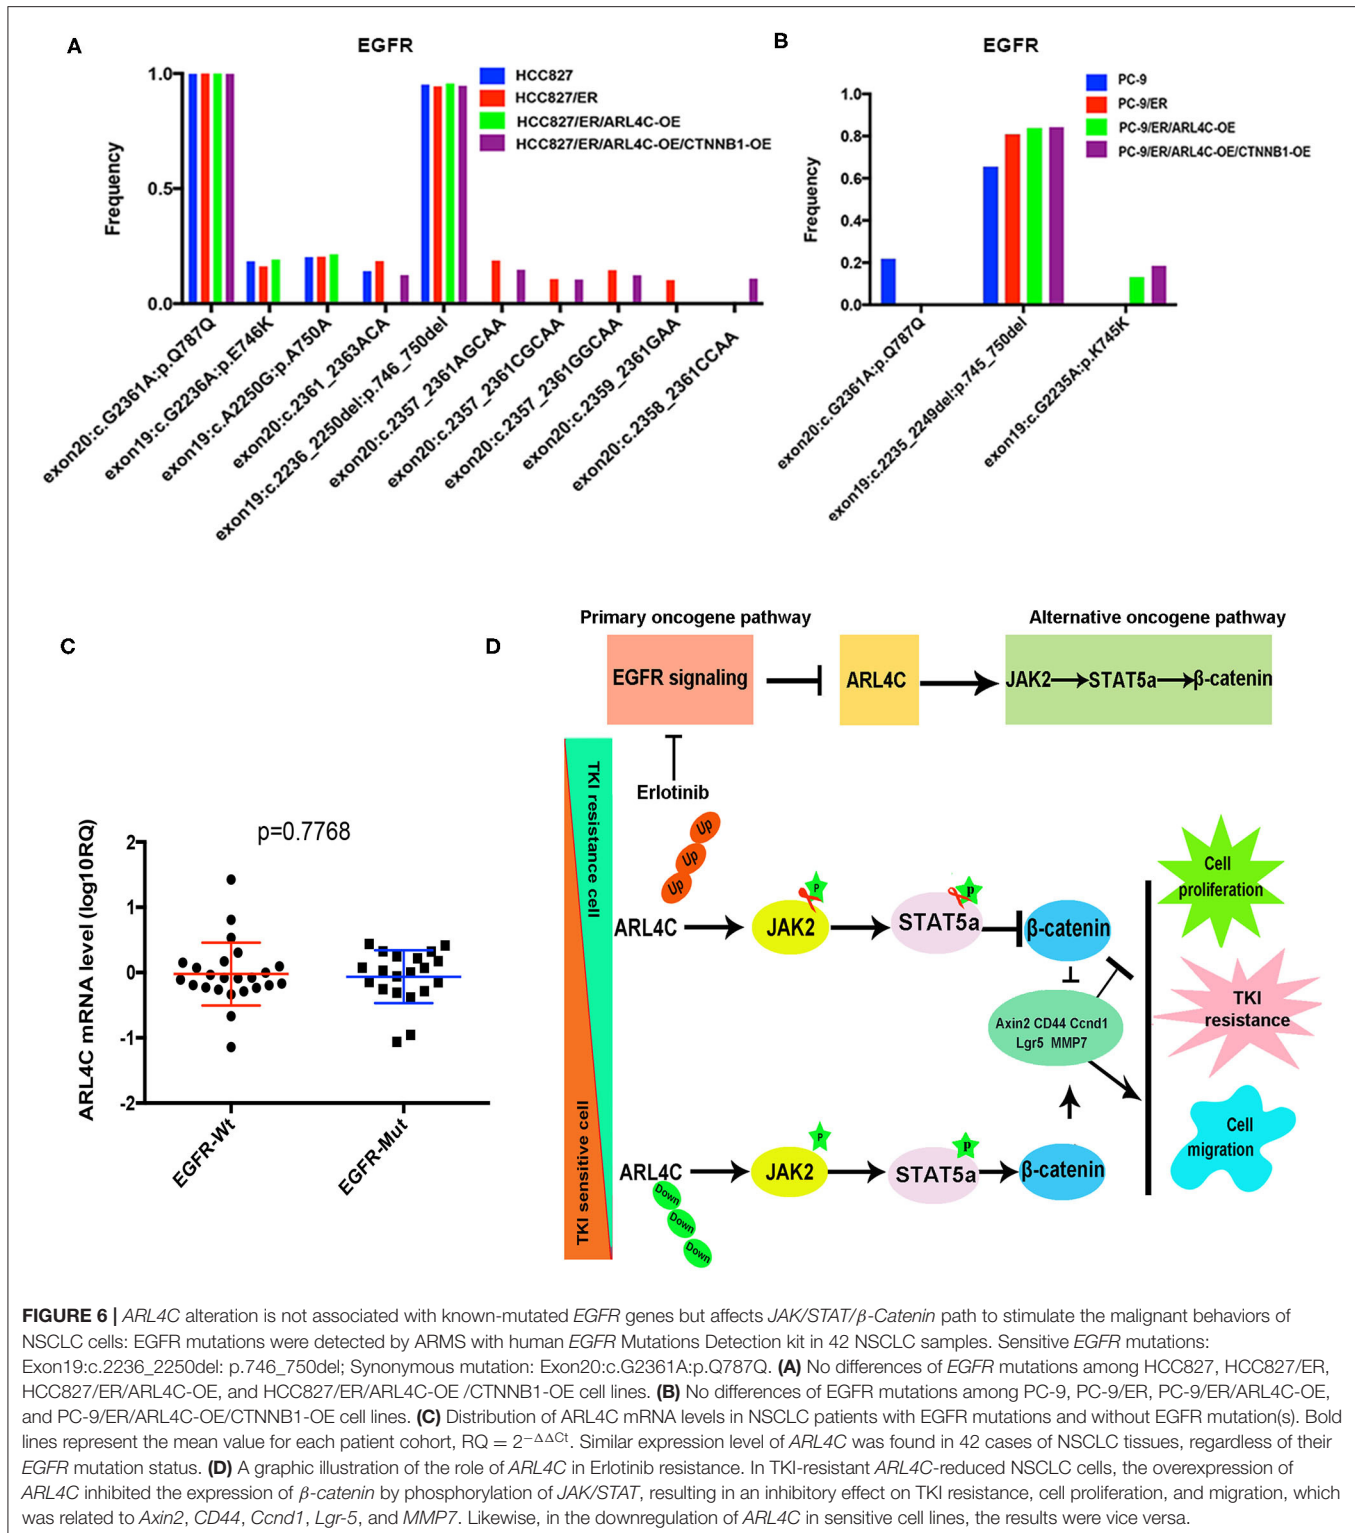 A
EGFR
1.0
0.5
0.0
Frequency
HCC827
HCC827/ER
HCC827/ER/ARL4C-OE
HCC827/ER/ARL4C-OE/CTNNB1-OE
exon20:c.G2361A:p.Q787Q
exon19:c.G2236A:p.E746K
exon19:c.A2250G:p.A750A
exon20:c.2361_2363ACA
exon19:c.2236_2250del:p.746_750del
exon20:c.2357_2361AGCAA
exon20:c.2357_2361CGCAA
exon20:c.2357_2361GGCAA
exon20:c.2359_2361GAA
exon20:c.2358_2361CCAA
B
EGFR
1.0
0.8
0.6
0.4
0.2
0.0
Frequency
PC-9
PC-9/ER
PC-9/ER/ARL4C-OE
PC-9/ER/ARL4C-OE/CTNNB1-OE
exon20:c.G2361A:p.Q787Q
exon19:c.2235_2249del:p.745_750del
exon19:c.G2235A:p.K745K
C
p=0.7768
ARL4C mRNA level (log10RQ)
2
1
0
-1
-2
EGFR-Wt
EGFR-Mut
D
Primary oncogene pathway
Alternative oncogene pathway
EGFR signaling
ARL4C
JAK2
STAT5a
β-catenin
TKI resistance cell
TKI sensitive cell
Erlotinib
Up
Up
Up
ARL4C
JAK2
P
STAT5a
p
β-catenin
Axin2 CD44 Ccnd1
Lgr5 MMP7
Cell
proliferation
TKI
resistance
Cell
migration
ARL4C
Down
Down
Down
JAK2
P
STAT5a
p
β-catenin
FIGURE 6 | ARL4C alteration is not associated with known-mutated EGFR genes but affects JAK/STAT/β-Catenin path to stimulate the malignant behaviors of
NSCLC cells: EGFR mutations were detected by ARMS with human EGFR Mutations Detection kit in 42 NSCLC samples. Sensitive EGFR mutations:
Exon19:c.2236_2250del: p.746_750del; Synonymous mutation: Exon20:c.G2361A:p.Q787Q. (A) No differences of EGFR mutations among HCC827, HCC827/ER,
HCC827/ER/ARL4C-OE, and HCC827/ER/ARL4C-OE /CTNNB1-OE cell lines. (B) No differences of EGFR mutations among PC-9, PC-9/ER, PC-9/ER/ARL4C-OE,
and PC-9/ER/ARL4C-OE/CTNNB1-OE cell lines. (C) Distribution of ARL4C mRNA levels in NSCLC patients with EGFR mutations and without EGFR mutation(s). Bold
lines represent the mean value for each patient cohort, RQ = 2−ΔΔCt. Similar expression level of ARL4C was found in 42 cases of NSCLC tissues, regardless of their
EGFR mutation status. (D) A graphic illustration of the role of ARL4C in Erlotinib resistance. In TKI-resistant ARL4C-reduced NSCLC cells, the overexpression of
ARL4C inhibited the expression of β-catenin by phosphorylation of JAK/STAT, resulting in an inhibitory effect on TKI resistance, cell proliferation, and migration, which
was related to Axin2, CD44, Ccnd1, Lgr-5, and MMP7. Likewise, in the downregulation of ARL4C in sensitive cell lines, the results were vice versa.